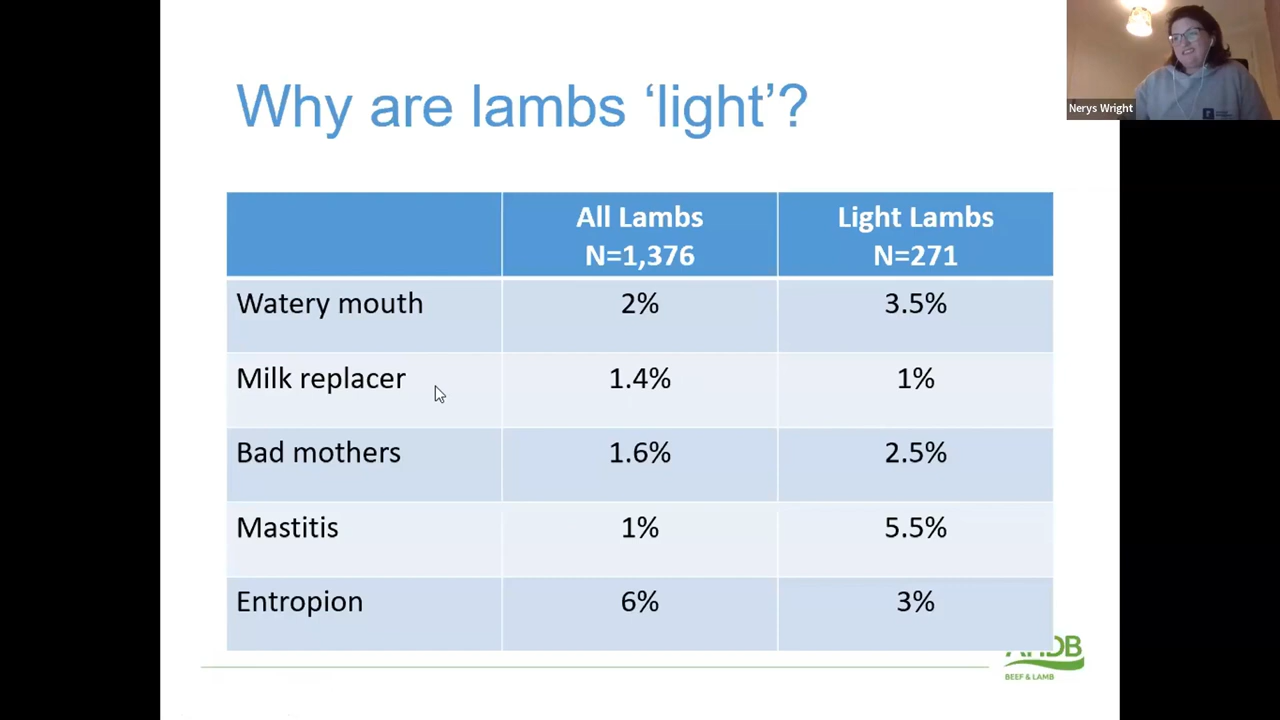 Why are lambs ‘light’?
Nerys Wright
All Lambs
N=1,376
Light Lambs
N=271
Watery mouth 2% 3.5%
Milk replacer 1.4% 1%
Bad mothers 1.6% 2.5%
Mastitis 1% 5.5%
Entropion 6% 3%
AHDB
BEEF & LAMB